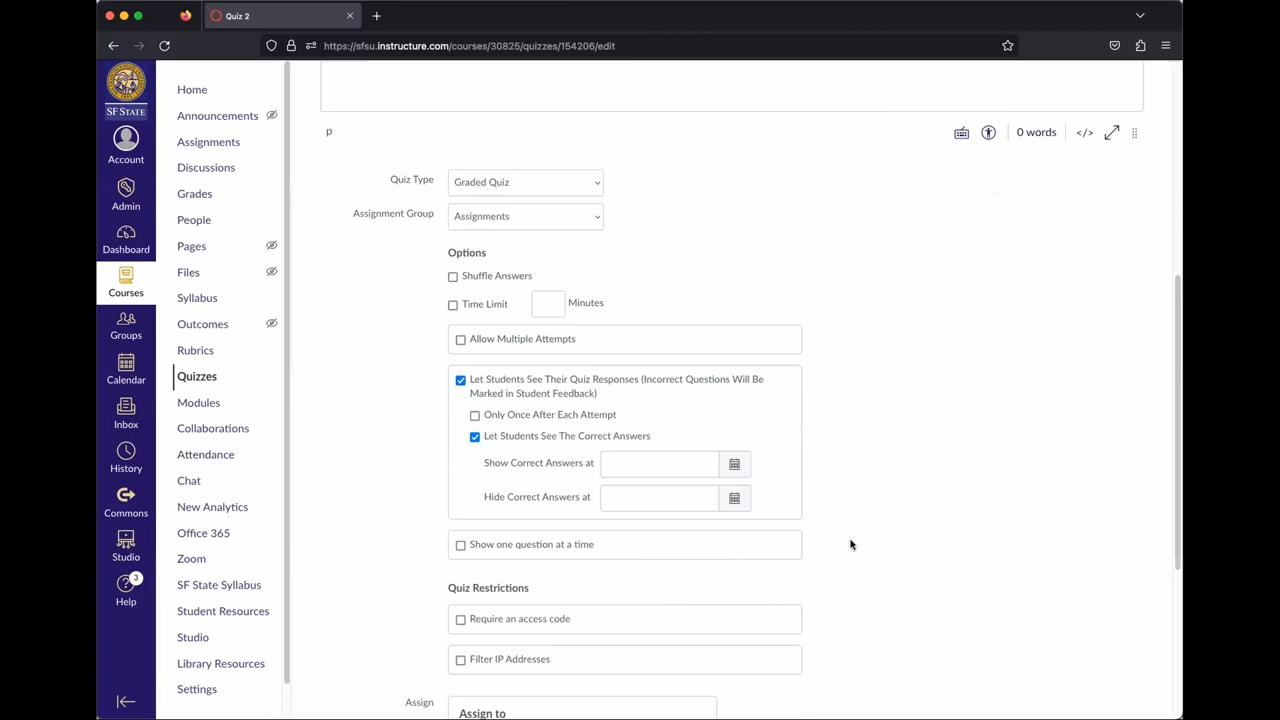 Quiz 2
https://sfsu.instructure.com/courses/30825/quizzes/154206/edit
SF STATE
Account
Admin
Dashboard
Courses
Groups
Calendar
Inbox
History
Commons
Studio
3
Help
Home
Announcements
Assignments
Discussions
Grades
People
Pages
Files
Syllabus
Outcomes
Rubrics
Quizzes
Modules
Collaborations
Attendance
Chat
New Analytics
Office 365
Zoom
SF State Syllabus
Student Resources
Studio
Library Resources
Settings
p
0 words
</>
Quiz Type
Graded Quiz
Assignment Group
Assignments
Options
Shuffle Answers
Time Limit
Minutes
Allow Multiple Attempts
Let Students See Their Quiz Responses (Incorrect Questions Will Be
Marked in Student Feedback)
Only Once After Each Attempt
Let Students See The Correct Answers
Show Correct Answers at
Hide Correct Answers at
Show one question at a time
Quiz Restrictions
Require an access code
Filter IP Addresses
Assign
Assign to